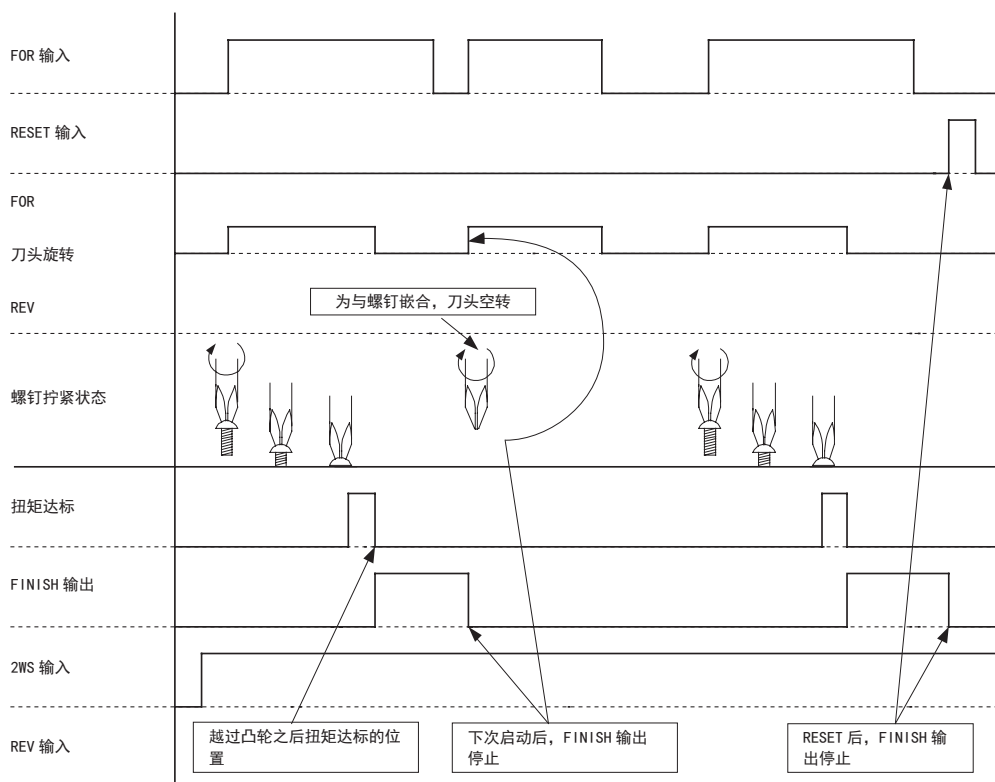 FOR 输入
RESET 输入
FOR
刀头旋转
REV
为与螺钉嵌合，刀头空转
螺钉拧紧状态
扭矩达标
FINISH 输出
2WS 输入
REV 输入
越过凸轮之后扭矩达标的位
置
下次启动后，FINISH 输出
停止
RESET 后，FINISH 输
出停止